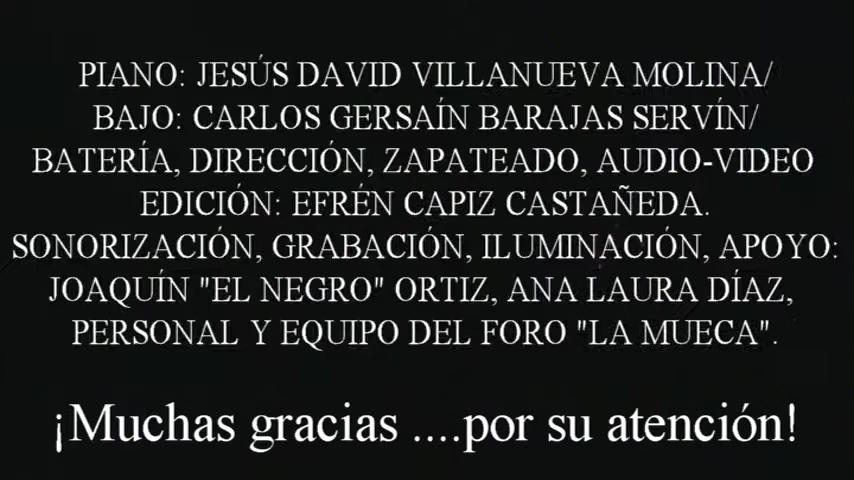 PIANO: JESÚS DAVID VILLANUEVA MOLINA/
BAJO: CARLOS GERSAÍN BARAJAS SERVÍN/
BATERÍA, DIRECCIÓN, ZAPATEADO, AUDIO-VIDEO
EDICIÓN: EFRÉN CAPIZ CASTAÑEDA.
SONORIZACIÓN, GRABACIÓN, ILUMINACIÓN, APOYO:
JOAQUÍN "EL NEGRO" ORTIZ, ANA LAURA DÍAZ,
PERSONAL Y EQUIPO DEL FORO "LA MUECA".
¡Muchas gracias ....por su atención!